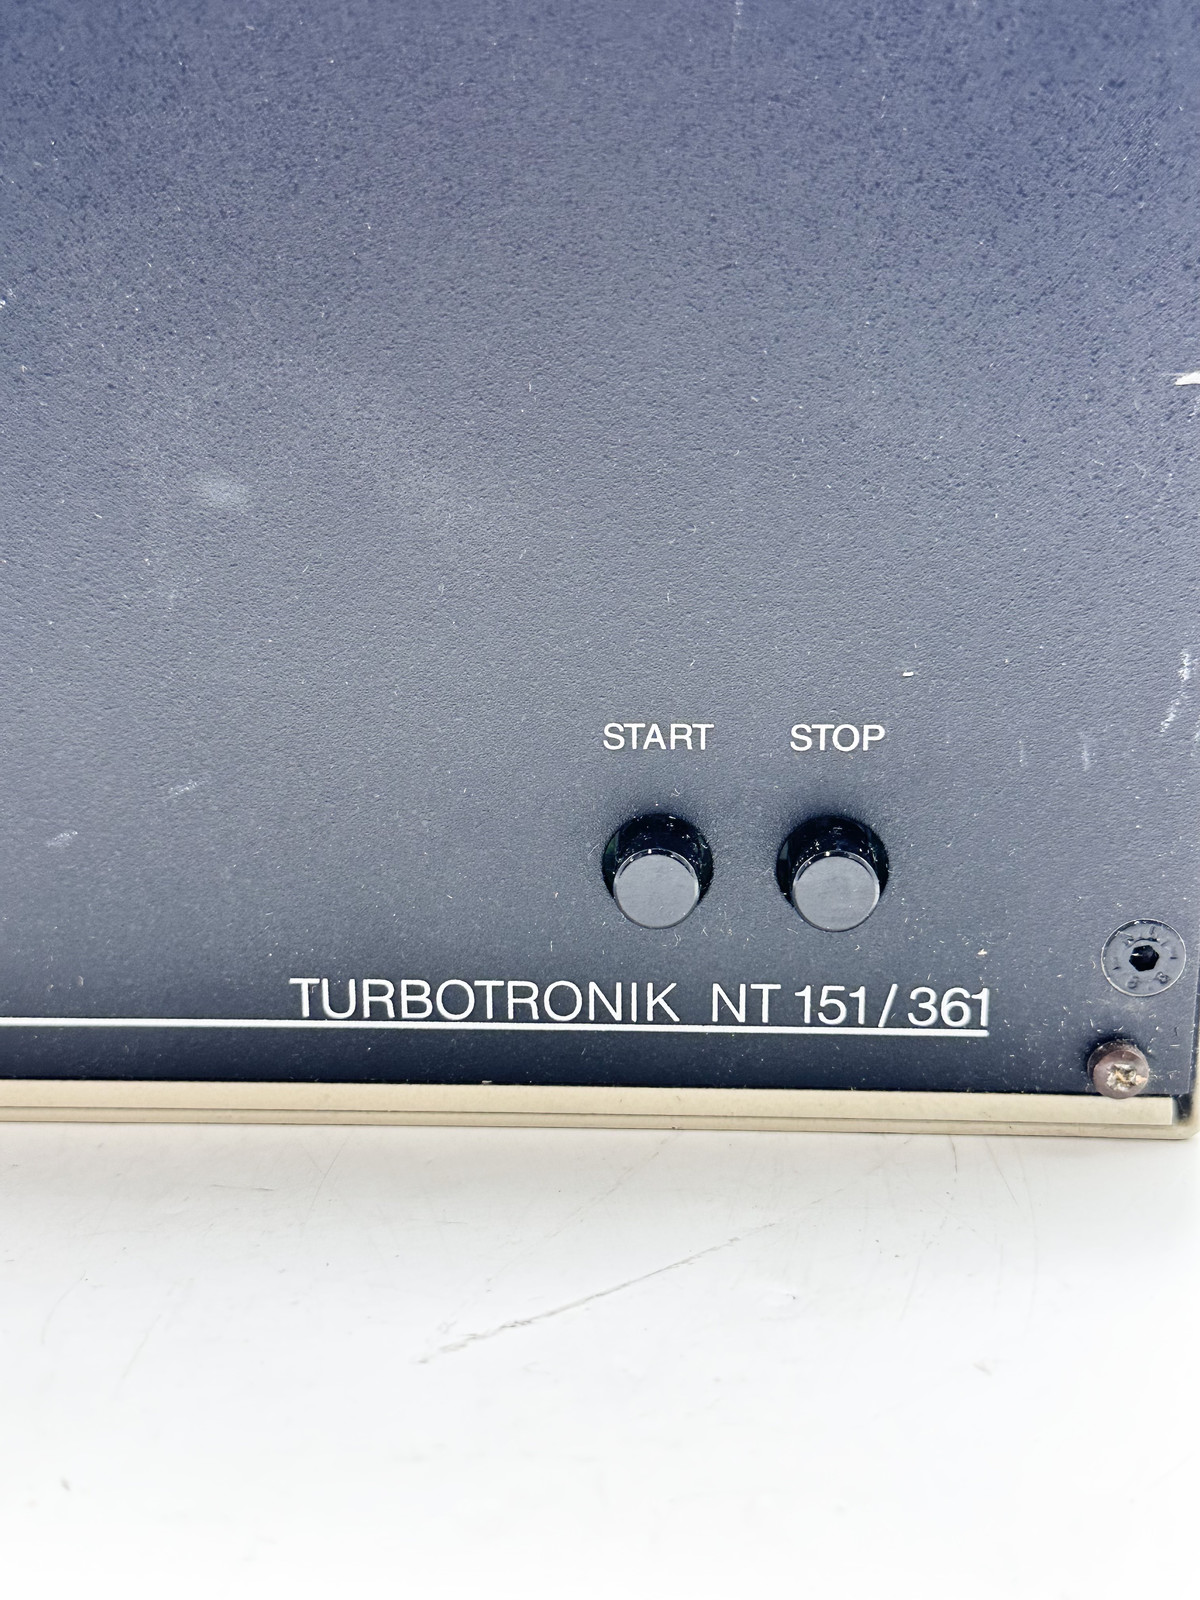 START STOP
TURBOTRONIK NT 151/361